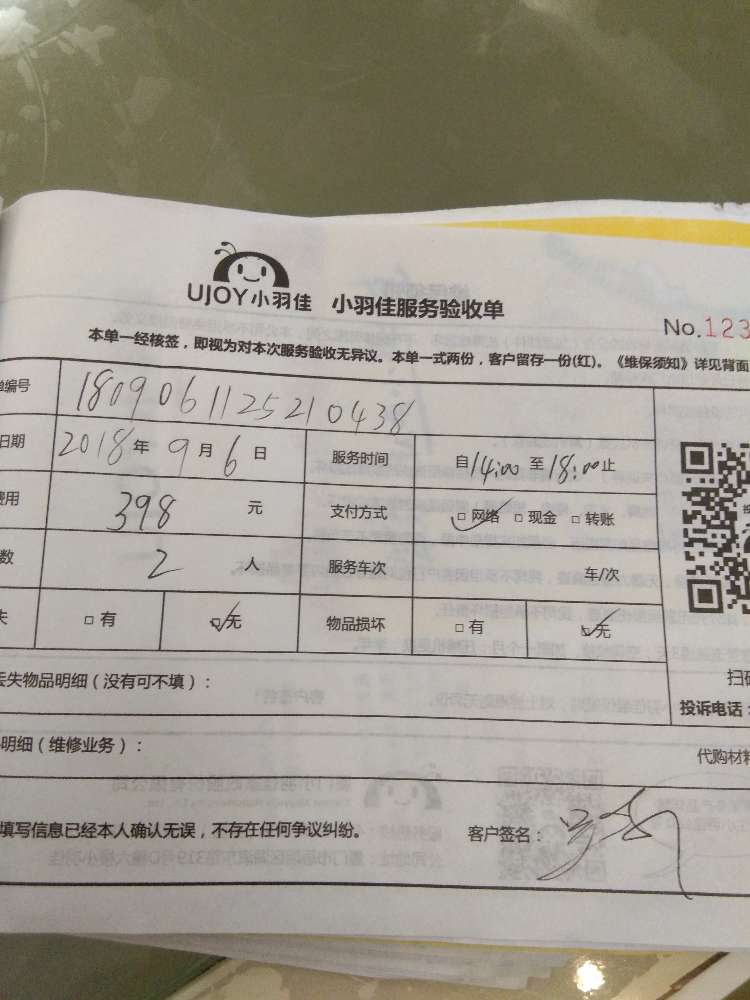 UJOY小羽佳 小羽佳服务验收单
No.123
本单一经核签，即视为对本次服务验收无异议。本单一式两份，客户留存一份(红)。《维保须知》详见背面
编号 1809061125210438
日期 2018年9月6日 服务时间 自14:00至18:00止
费用 398 元 支付方式 □网络 □现金 □转账
数 2 人 服务车次 车/次
失 □有 □无 物品损坏 □有 □无
丢失物品明细（没有可不填）： 扫码
投诉电话：
明细（维修业务）： 代购材料
填写信息已经本人确认无误，不存在任何争议纠纷。 客户签名：